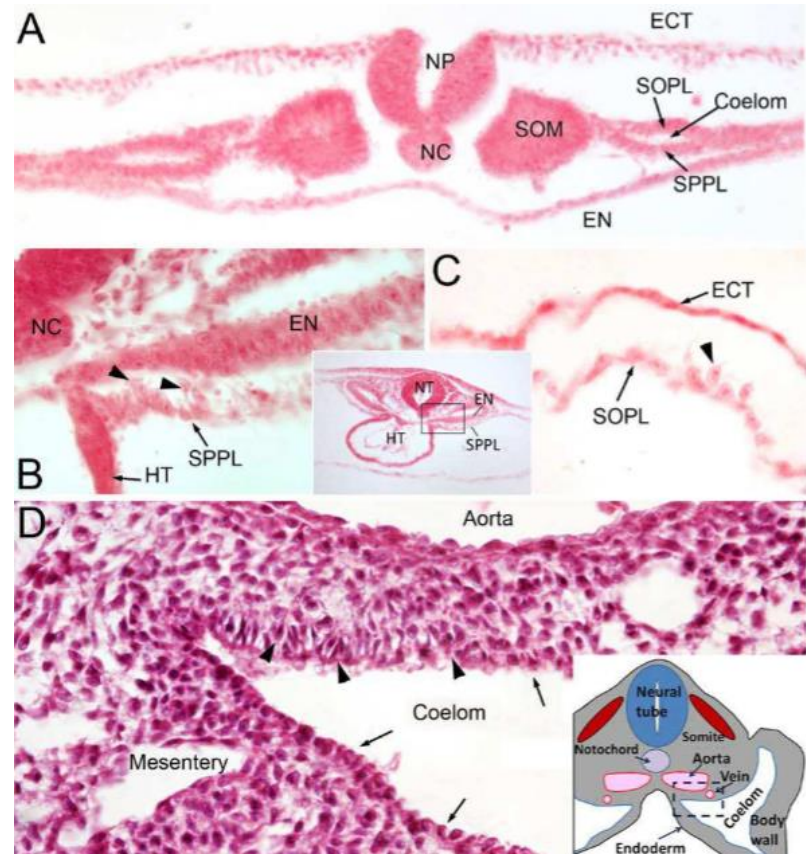 A
ECT
NP
SOPL
Coelom
NC
SOM
SPPL
EN
NC
EN
C
ECT
SOPL
SPPL
B
HT
NT
EN
HT
SPPL
D
Aorta
Coelom
Mesentery
Neural
tube
Somite
Notochord
Aorta
Vein
Coelom
Body
wall
Endoderm